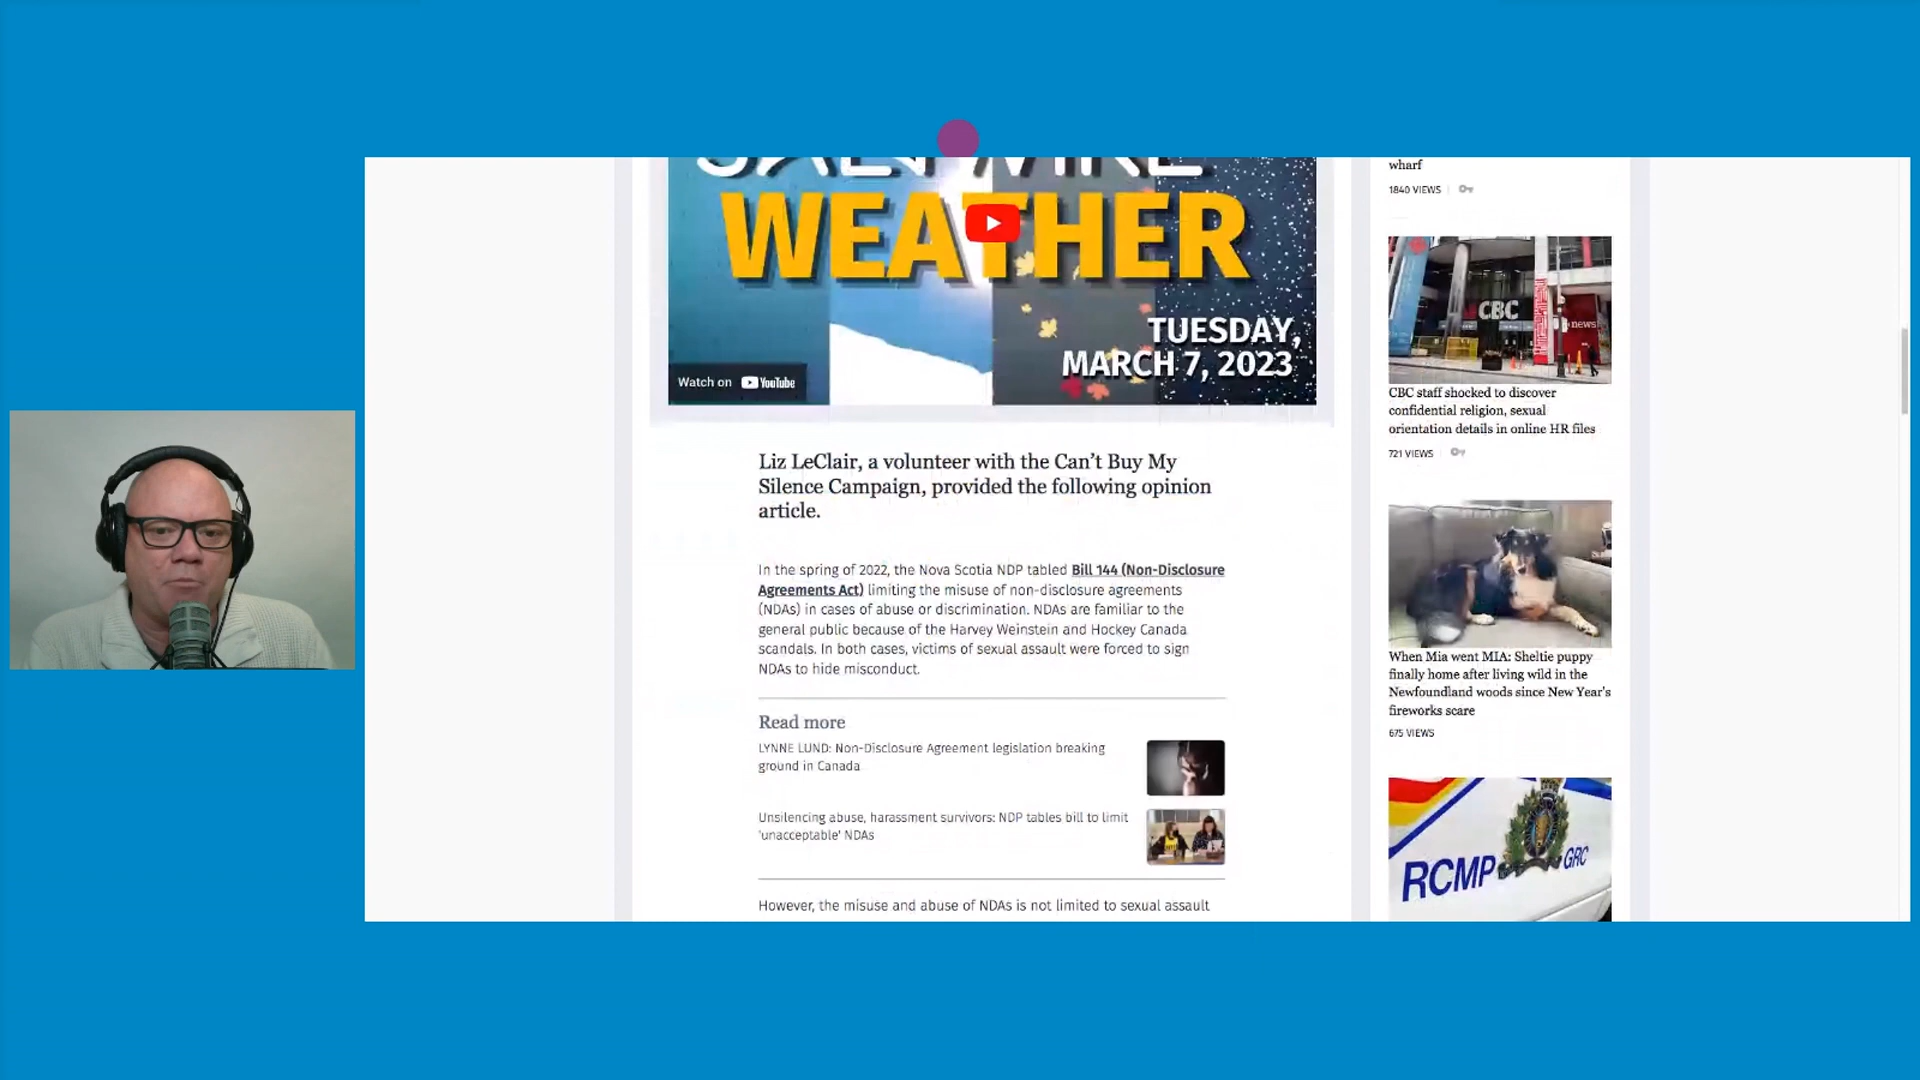 WEATHER
TUESDAY,
MARCH 7, 2023
Watch on YouTube
Liz LeClair, a volunteer with the Can’t Buy My
Silence Campaign, provided the following opinion
article.
In the spring of 2022, the Nova Scotia NDP tabled Bill 144 (Non-Disclosure
Agreements Act) limiting the misuse of non-disclosure agreements
(NDAs) in cases of abuse or discrimination. NDAs are familiar to the
general public because of the Harvey Weinstein and Hockey Canada
scandals. In both cases, victims of sexual assault were forced to sign
NDAs to hide misconduct.
Read more
LYNNE LUND: Non-Disclosure Agreement legislation breaking
ground in Canada
Unsilencing abuse, harassment survivors: NDP tables bill to limit
'unacceptable' NDAs
However, the misuse and abuse of NDAs is not limited to sexual assault
wharf
1840 VIEWS
CBC
news
CBC staff shocked to discover
confidential religion, sexual
orientation details in online HR files
721 VIEWS
When Mia went MIA: Sheltie puppy
finally home after living wild in the
Newfoundland woods since New Year's
fireworks scare
675 VIEWS
RCMP GRC